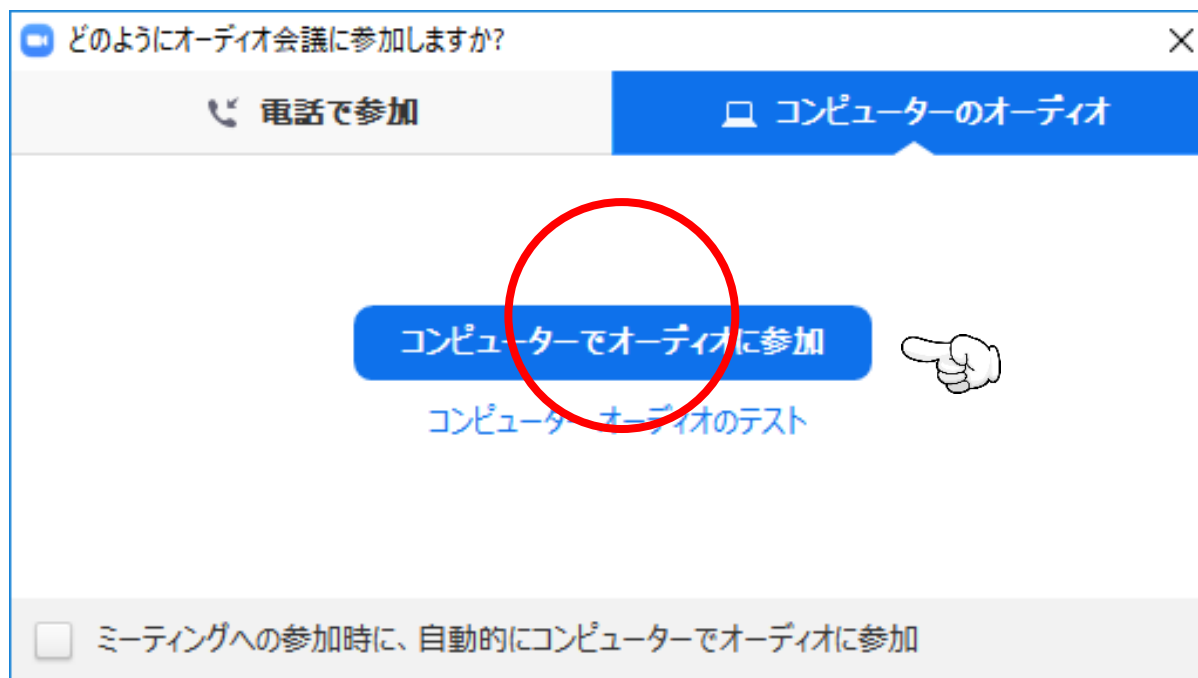 どのようにオーディオ会議に参加しますか?
電話で参加
コンピューターのオーディオ
コンピューターでオーディオに参加
コンピューター オーディオのテスト
ミーティングへの参加時に、自動的にコンピューターでオーディオに参加